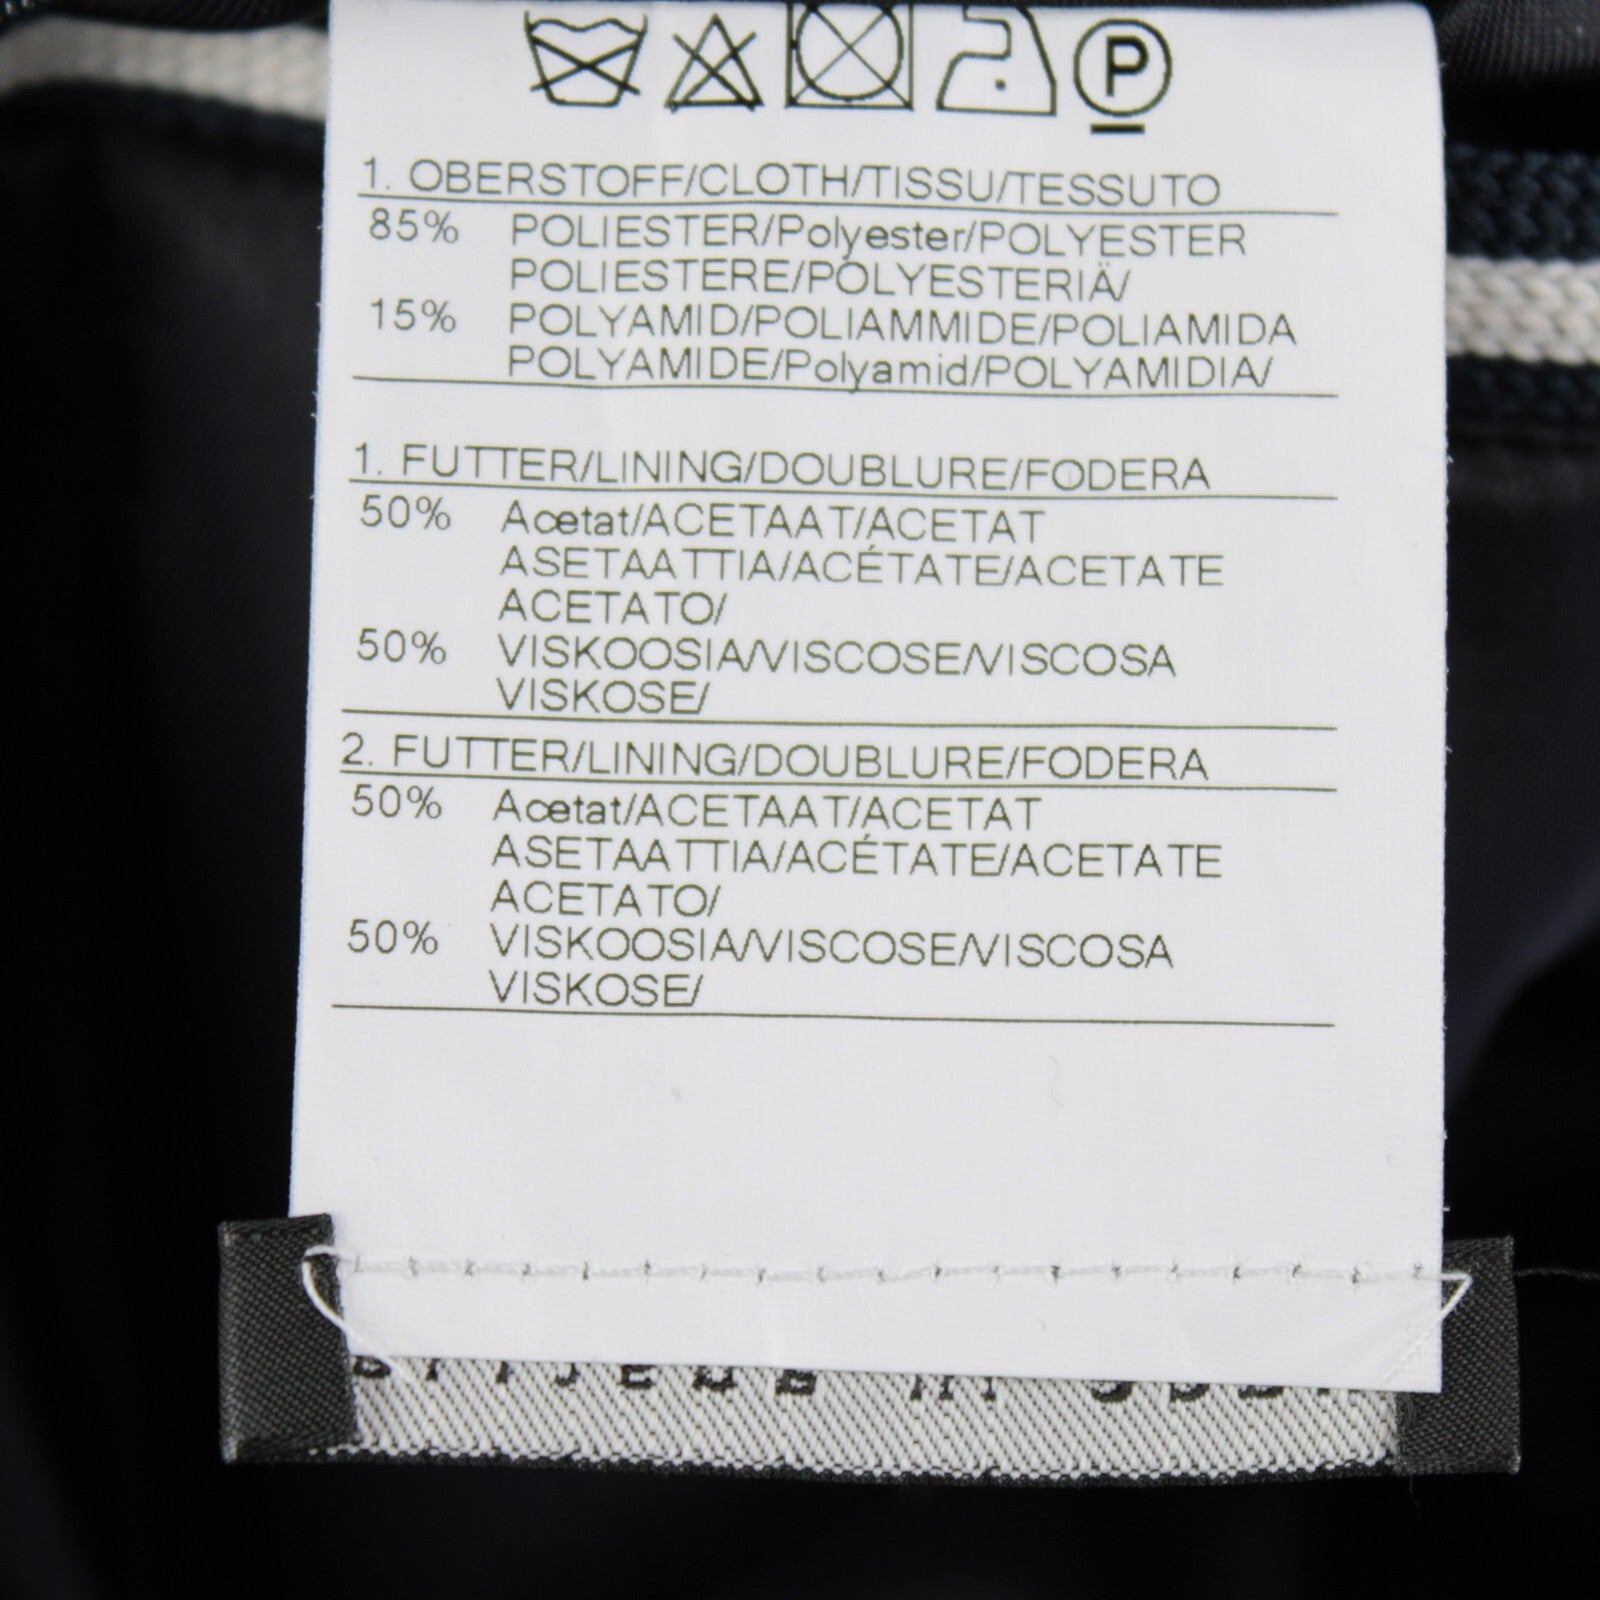 P
1. OBERSTOFF/CLOTH/TISSU/TESSUTO
85% POLIESTER/Polyester/POLYESTER
POLIESTERE/POLYESTERIÄ/
15% POLYAMID/POLIAMMIDE/POLIAMIDA
POLYAMIDE/Polyamid/POLYAMIDIA/
1. FUTTER/LINING/DOUBLURE/FODERA
50% Acetat/ACETAAT/ACETAT
ASETAATTIA/ACÉTATE/ACETATE
ACETATO/
50% VISKOOSIA/VISCOSE/VISCOSA
VISKOSE/
2. FUTTER/LINING/DOUBLURE/FODERA
50% Acetat/ACETAAT/ACETAT
ASETAATTIA/ACÉTATE/ACETATE
ACETATO/
50% VISKOOSIA/VISCOSE/VISCOSA
VISKOSE/